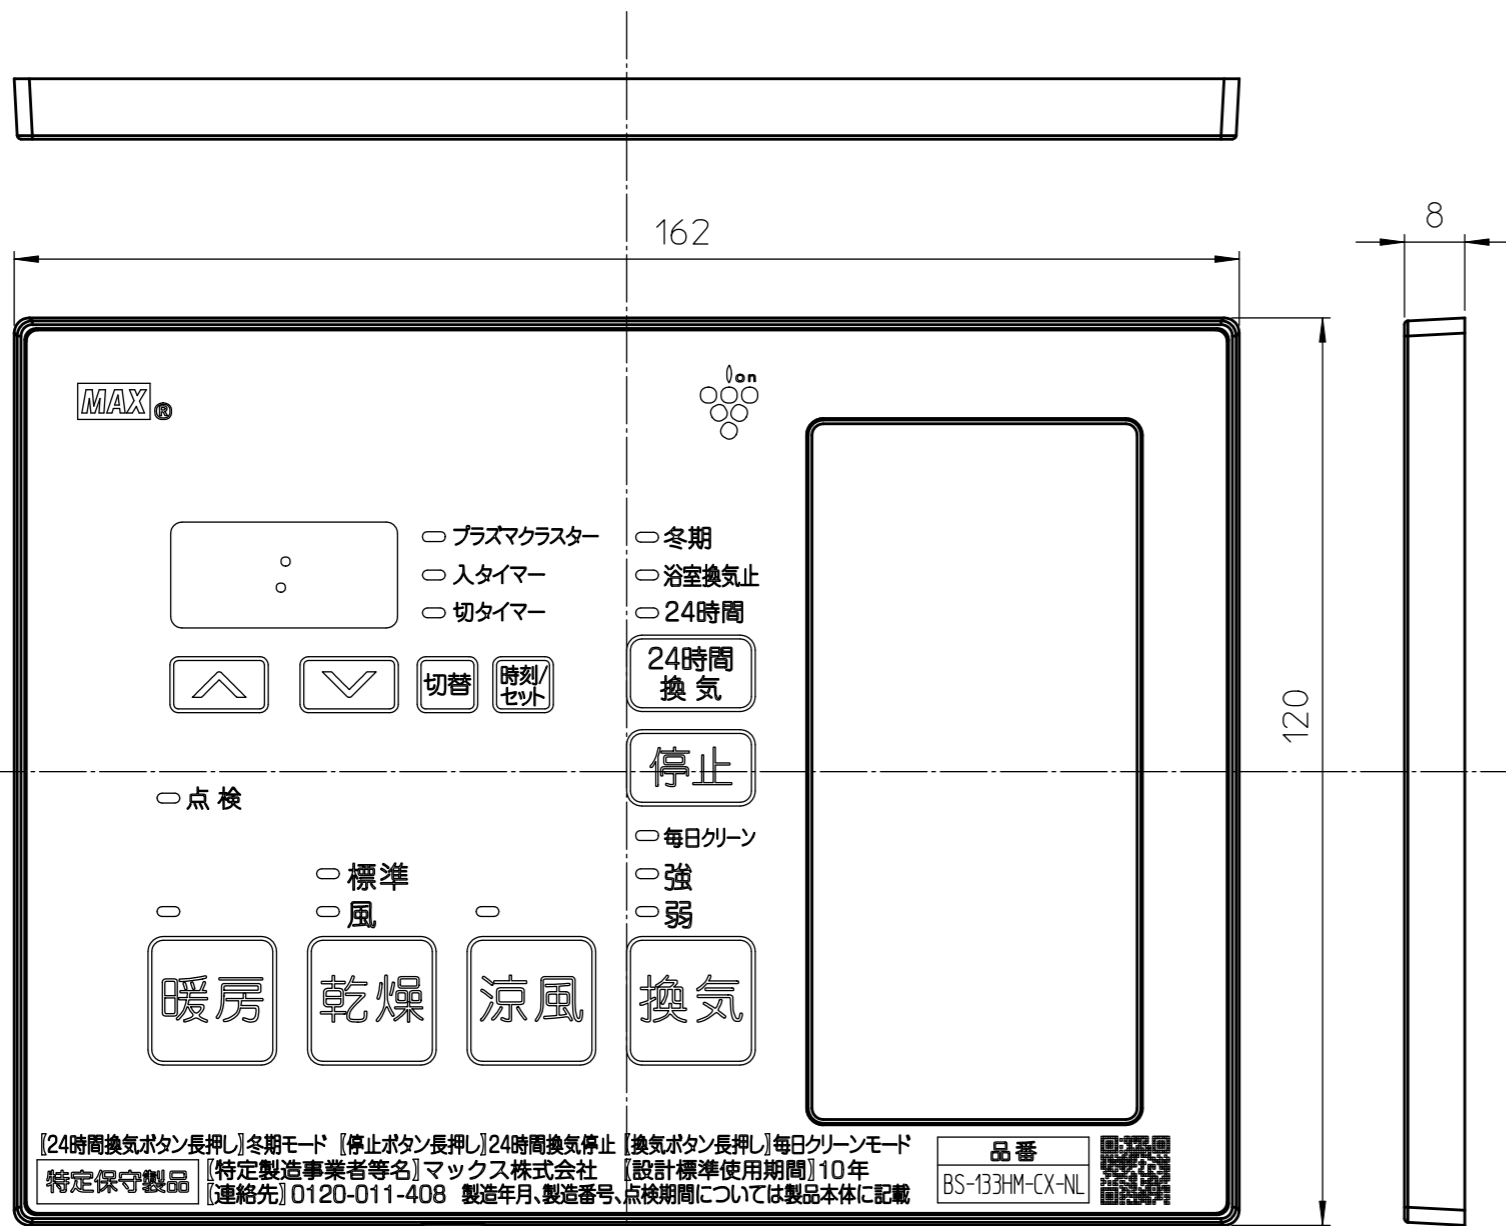 162
8
MAX®
ion
プラズマクラスター
冬期
入タイマー
浴室換気止
切タイマー
24時間
切替
時刻/
セット
24時間
換気
120
停止
点検
毎日クリーン
標準
強
風
弱
暖房
乾燥
涼風
換気
〖24時間換気ボタン長押し〗冬期モード 〖停止ボタン長押し〗24時間換気停止 〖換気ボタン長押し〗毎日クリーンモード
特定保守製品
〖特定製造事業者等名〗マックス株式会社 〖設計標準使用期間〗10年
〖連絡先〗0120-011-408 製造年月、製造番号、点検期間については製品本体に記載
品番
BS-133HM-CX-NL